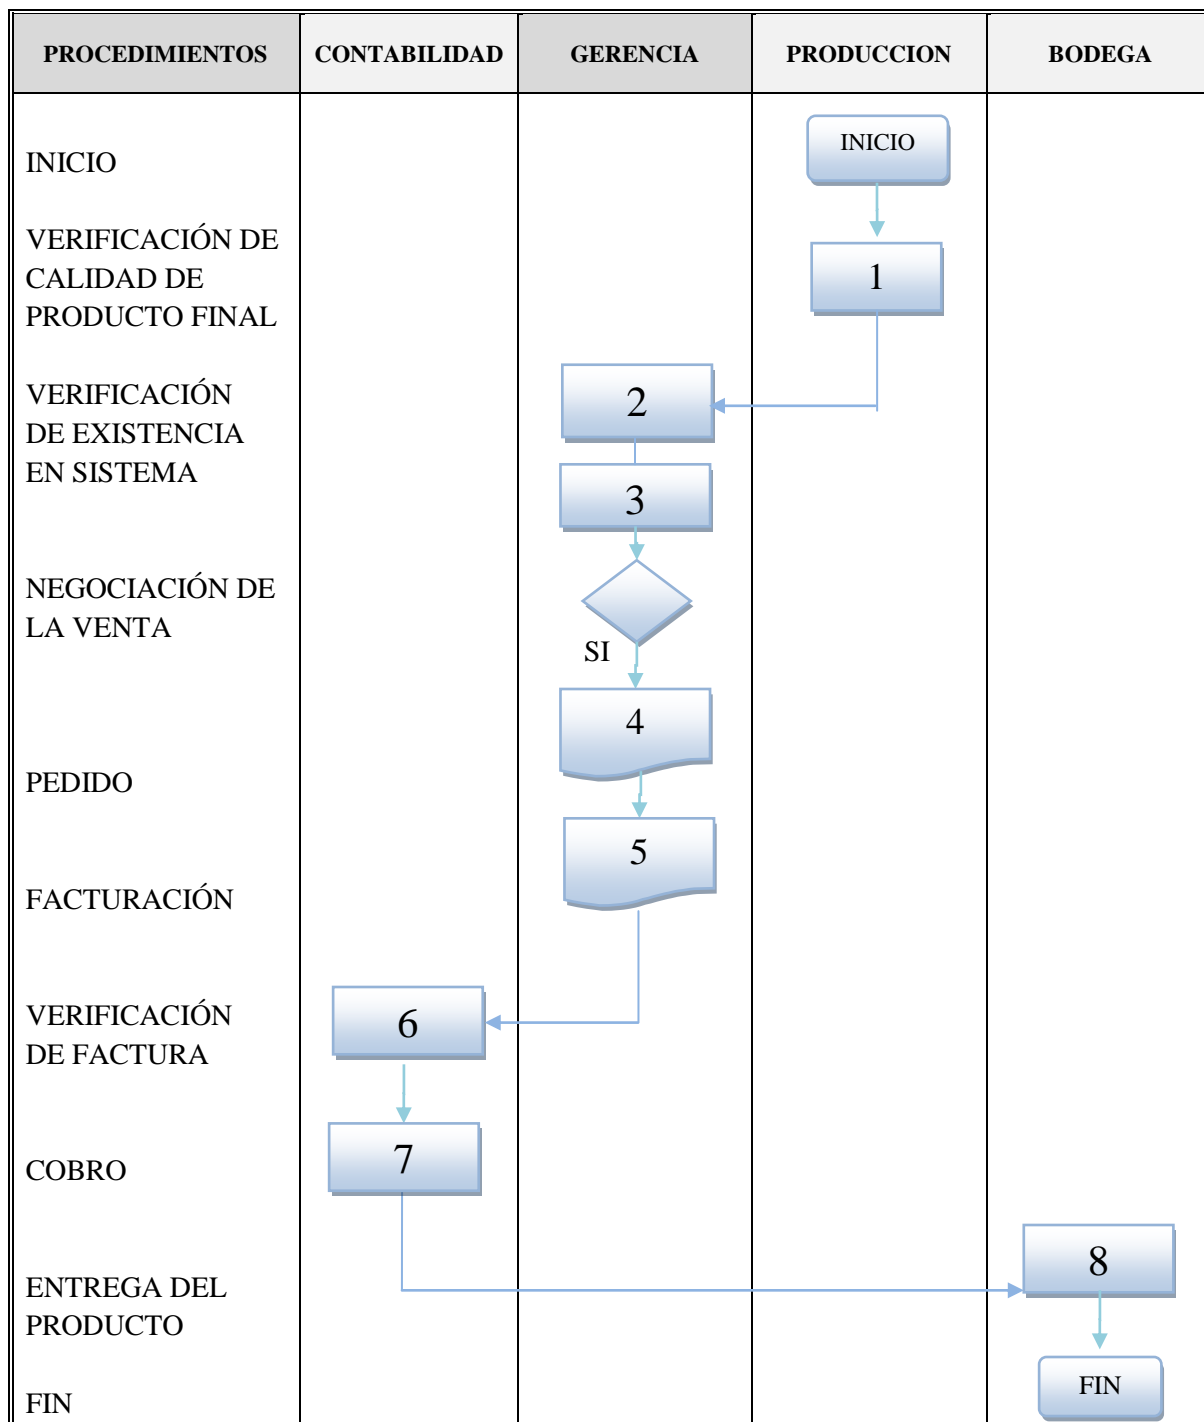 PROCEDIMIENTOS CONTABILIDAD GERENCIA PRODUCCION BODEGA
INICIO
INICIO
VERIFICACIÓN DE
CALIDAD DE
PRODUCTO FINAL
1
VERIFICACIÓN
DE EXISTENCIA
EN SISTEMA
2
3
NEGOCIACIÓN DE
LA VENTA
SI
4
PEDIDO
5
FACTURACIÓN
VERIFICACIÓN
DE FACTURA
6
COBRO
7
ENTREGA DEL
PRODUCTO
8
FIN
FIN